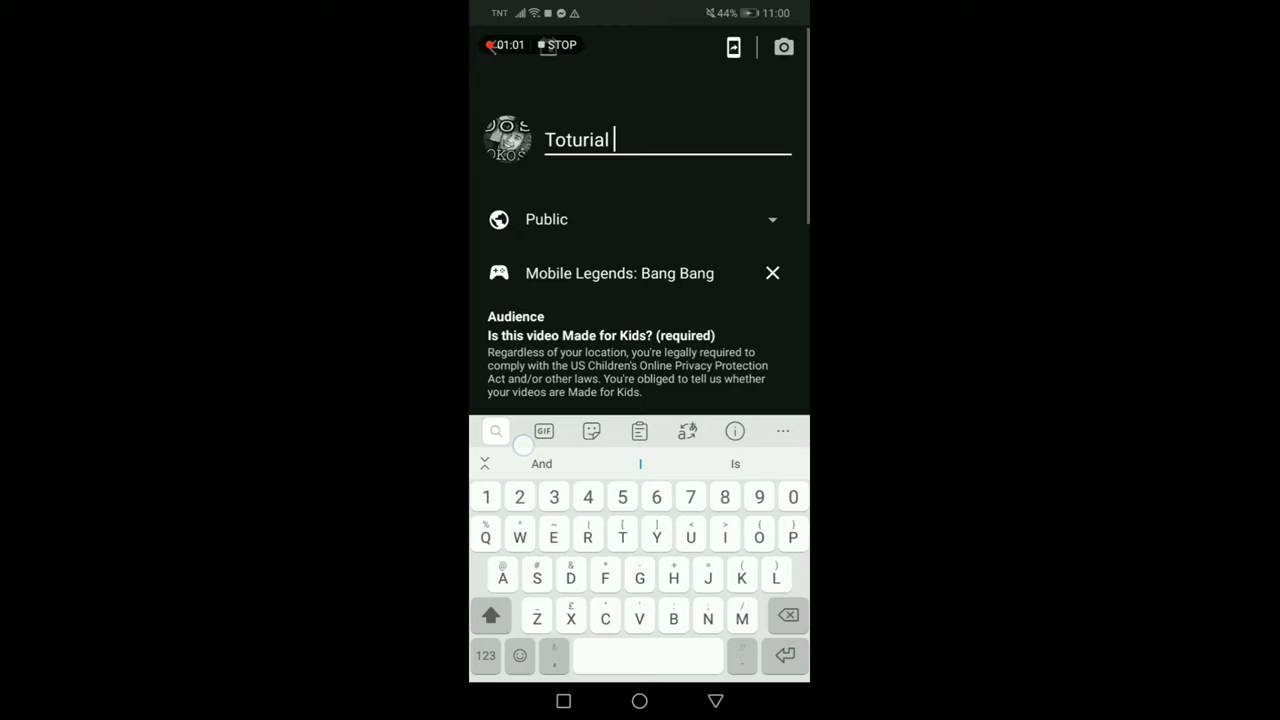 TNT 44% 11:00
01:01 STOP
Toturial
Public
Mobile Legends: Bang Bang
Audience
Is this video Made for Kids? (required)
Regardless of your location, you're legally required to
comply with the US Children's Online Privacy Protection
Act and/or other laws. You're obliged to tell us whether
your videos are Made for Kids.
GIF
And I Is
1 2 3 4 5 6 7 8 9 0
% ^ ~ | [ ] < > { }
Q W E R T Y U I O P
@ # & * - + = ( )
A S D F G H J K L
_ £ " ' : ; /
Z X C V B N M
123 , .